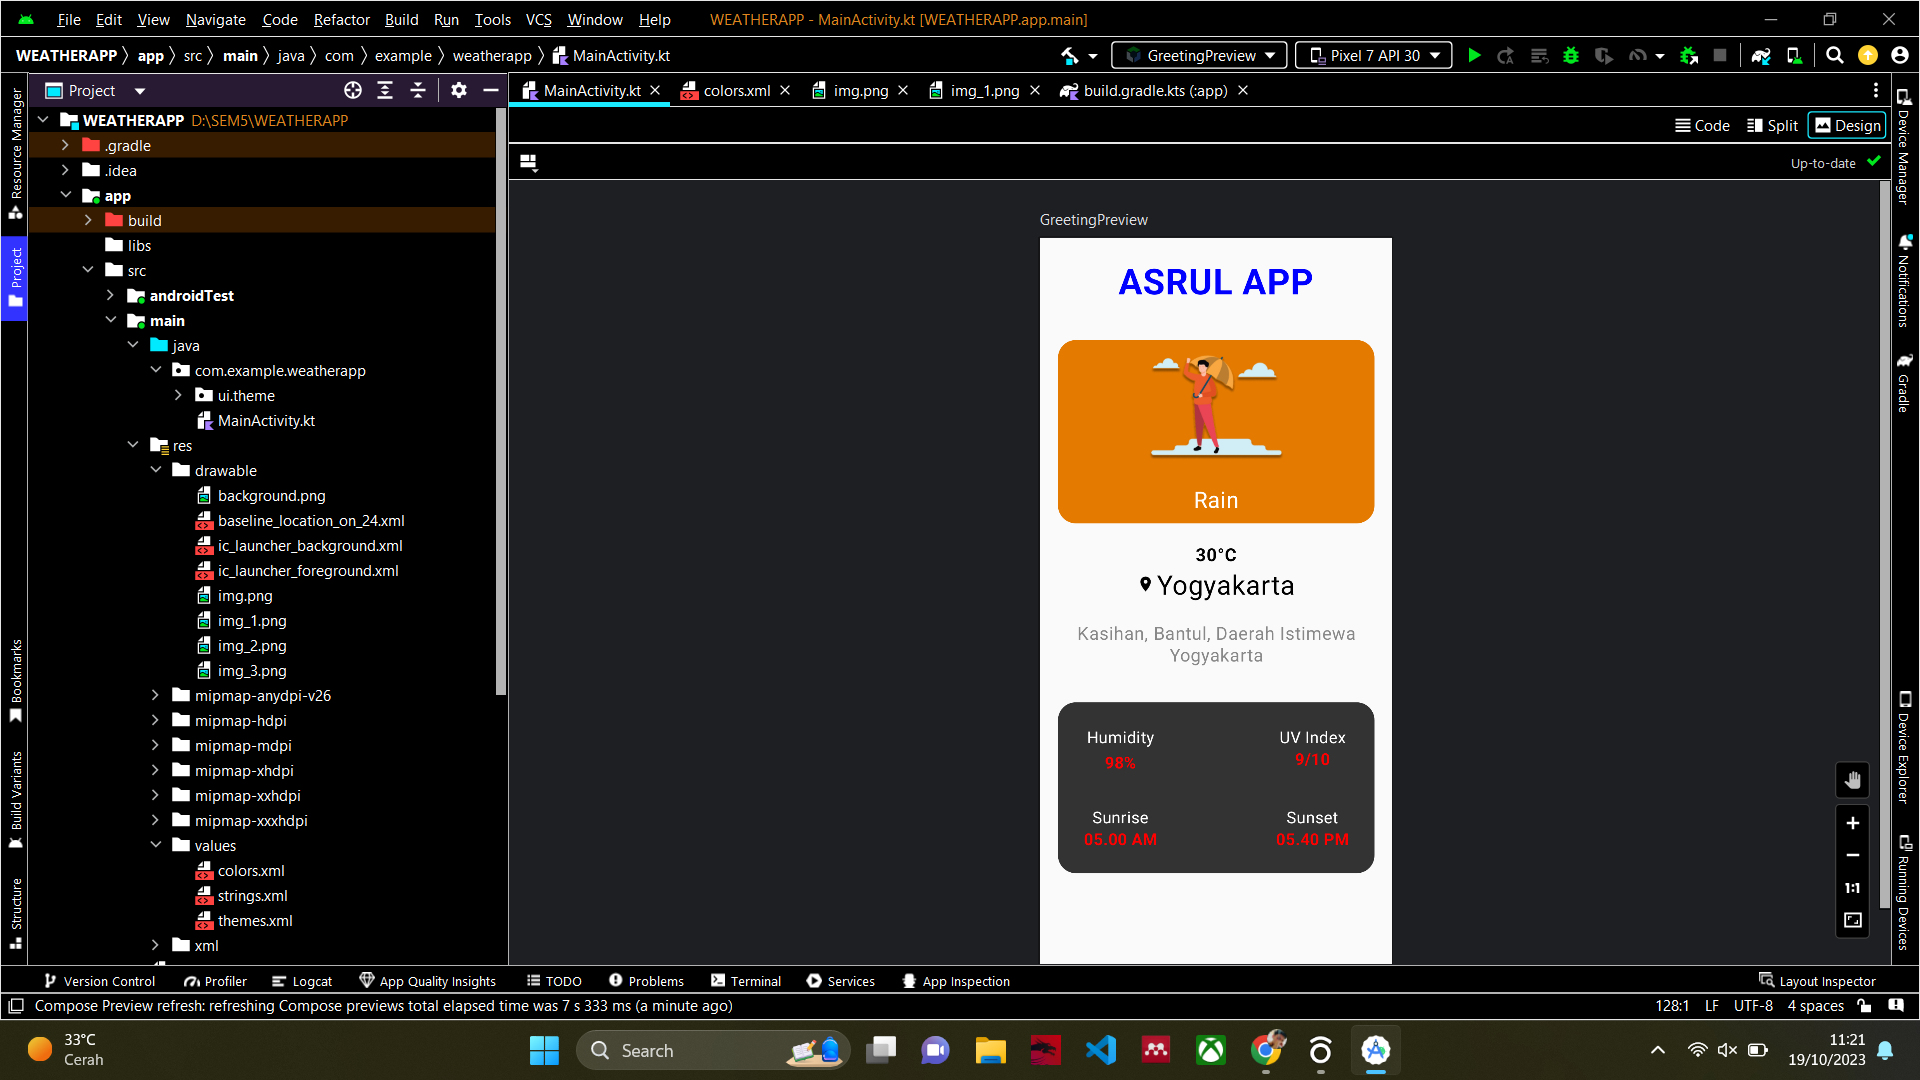 File Edit View Navigate Code Refactor Build Run Tools VCS Window Help WEATHERAPP - MainActivity.kt [WEATHERAPP.app.main]
WEATHERAPP app src main java com example weatherapp MainActivity.kt GreetingPreview Pixel 7 API 30
Project MainActivity.kt colors.xml img.png img_1.png build.gradle.kts (:app)
Code Split Design
Up-to-date
Resource Manager
Project
Bookmarks
Build Variants
Structure
WEATHERAPP D:\SEM5\WEATHERAPP
.gradle
.idea
app
build
libs
src
androidTest
main
java
com.example.weatherapp
ui.theme
MainActivity.kt
res
drawable
background.png
baseline_location_on_24.xml
ic_launcher_background.xml
ic_launcher_foreground.xml
img.png
img_1.png
img_2.png
img_3.png
mipmap-anydpi-v26
mipmap-hdpi
mipmap-mdpi
mipmap-xhdpi
mipmap-xxhdpi
mipmap-xxxhdpi
values
colors.xml
strings.xml
themes.xml
xml
GreetingPreview
ASRUL APP
Rain
30°C
Yogyakarta
Kasihan, Bantul, Daerah Istimewa
Yogyakarta
Humidity UV Index
98% 9/10
Sunrise Sunset
05.00 AM 05.40 PM
1:1
Device Manager
Notifications
Gradle
Device Explorer
Running Devices
Version Control Profiler Logcat App Quality Insights TODO Problems Terminal Services App Inspection Layout Inspector
Compose Preview refresh: refreshing Compose previews total elapsed time was 7 s 333 ms (a minute ago) 128:1 LF UTF-8 4 spaces
33°C
Cerah
Search
11:21
19/10/2023